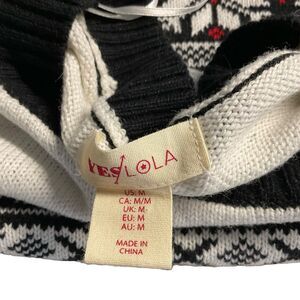 YES LOLA
US: M
CA: M/M
UK: M
EU: M
AU: M
MADE IN
CHINA